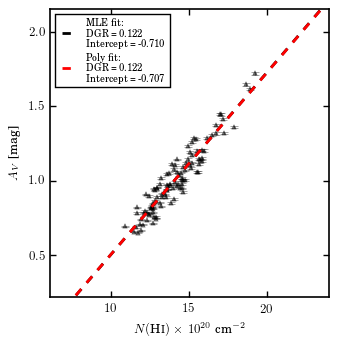 MLE fit:
DGR = 0.122
Intercept = -0.710
Poly fit:
DGR = 0.122
Intercept = -0.707
2.0
1.5
1.0
0.5
A_V [mag]
10 15 20
N(HI) × 10^20 cm^−2